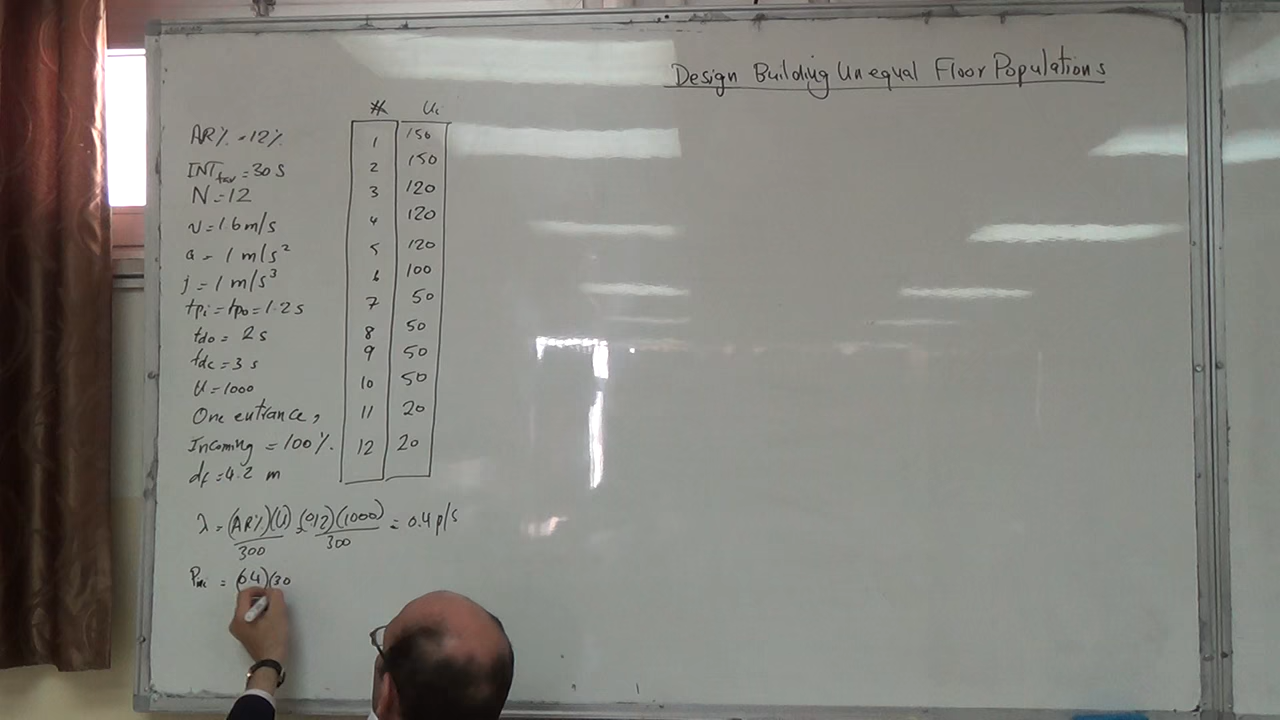 Design Building Unequal Floor Populations
# Ui
1 150
2 150
3 120
4 120
5 120
6 100
7 50
8 50
9 50
10 50
11 20
12 20
AR% = 12%
INT = 30 s
N = 12
v = 1.6 m/s
a = 1 m/s²
j = 1 m/s³
tpi = tpo = 1.2 s
tdo = 2 s
tdc = 3 s
U = 1000
One entrance,
Incoming = 100%.
df = 4.2 m
λ = (AR%)(U)/300 = (0.12)(1000)/300 = 0.4 p/s
= (0.4)(30